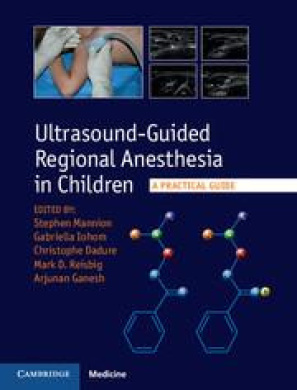 Ultrasound-Guided
Regional Anesthesia
in Children
A PRACTICAL GUIDE
EDITED BY:
Stephen Mannion
Gabriella Iohom
Christophe Dadure
Mark D. Reisbig
Arjunan Ganesh
CAMBRIDGE
Medicine